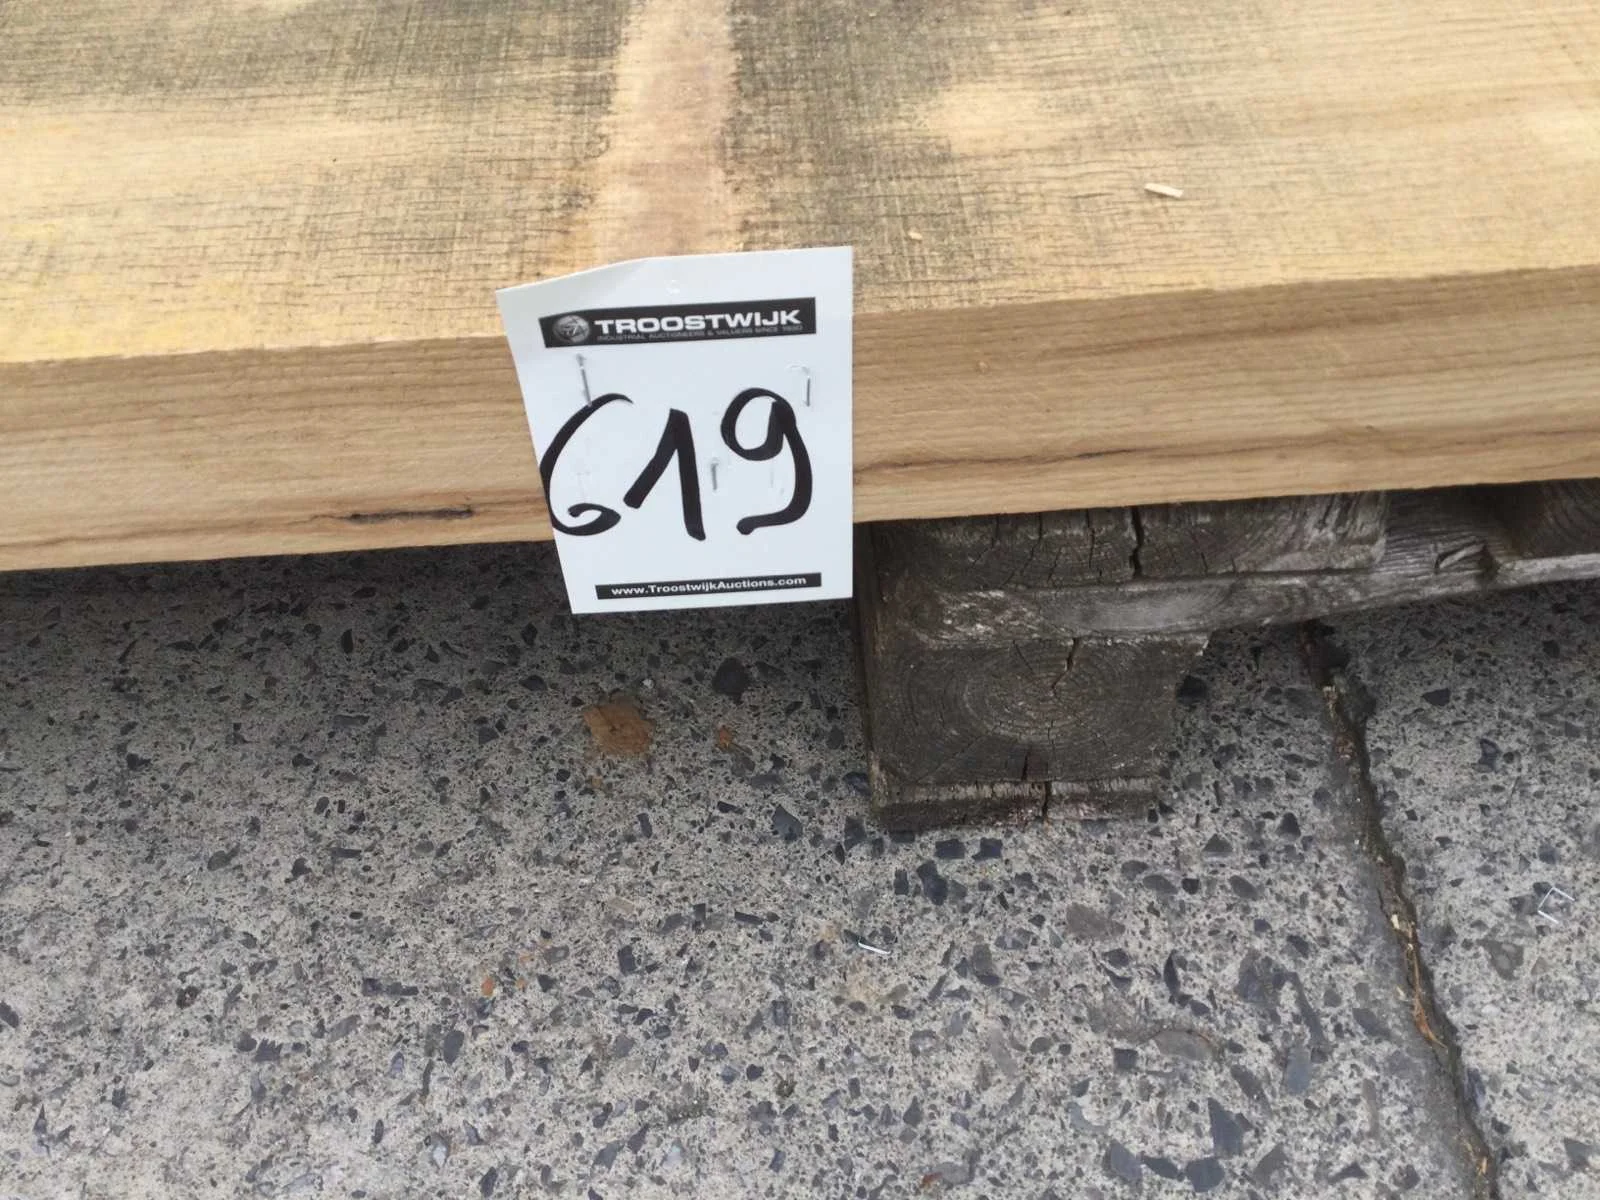 TROOSTWIJK
INDUSTRIAL AUCTIONEERS & VALUERS SINCE 1930
619
www.TroostwijkAuctions.com